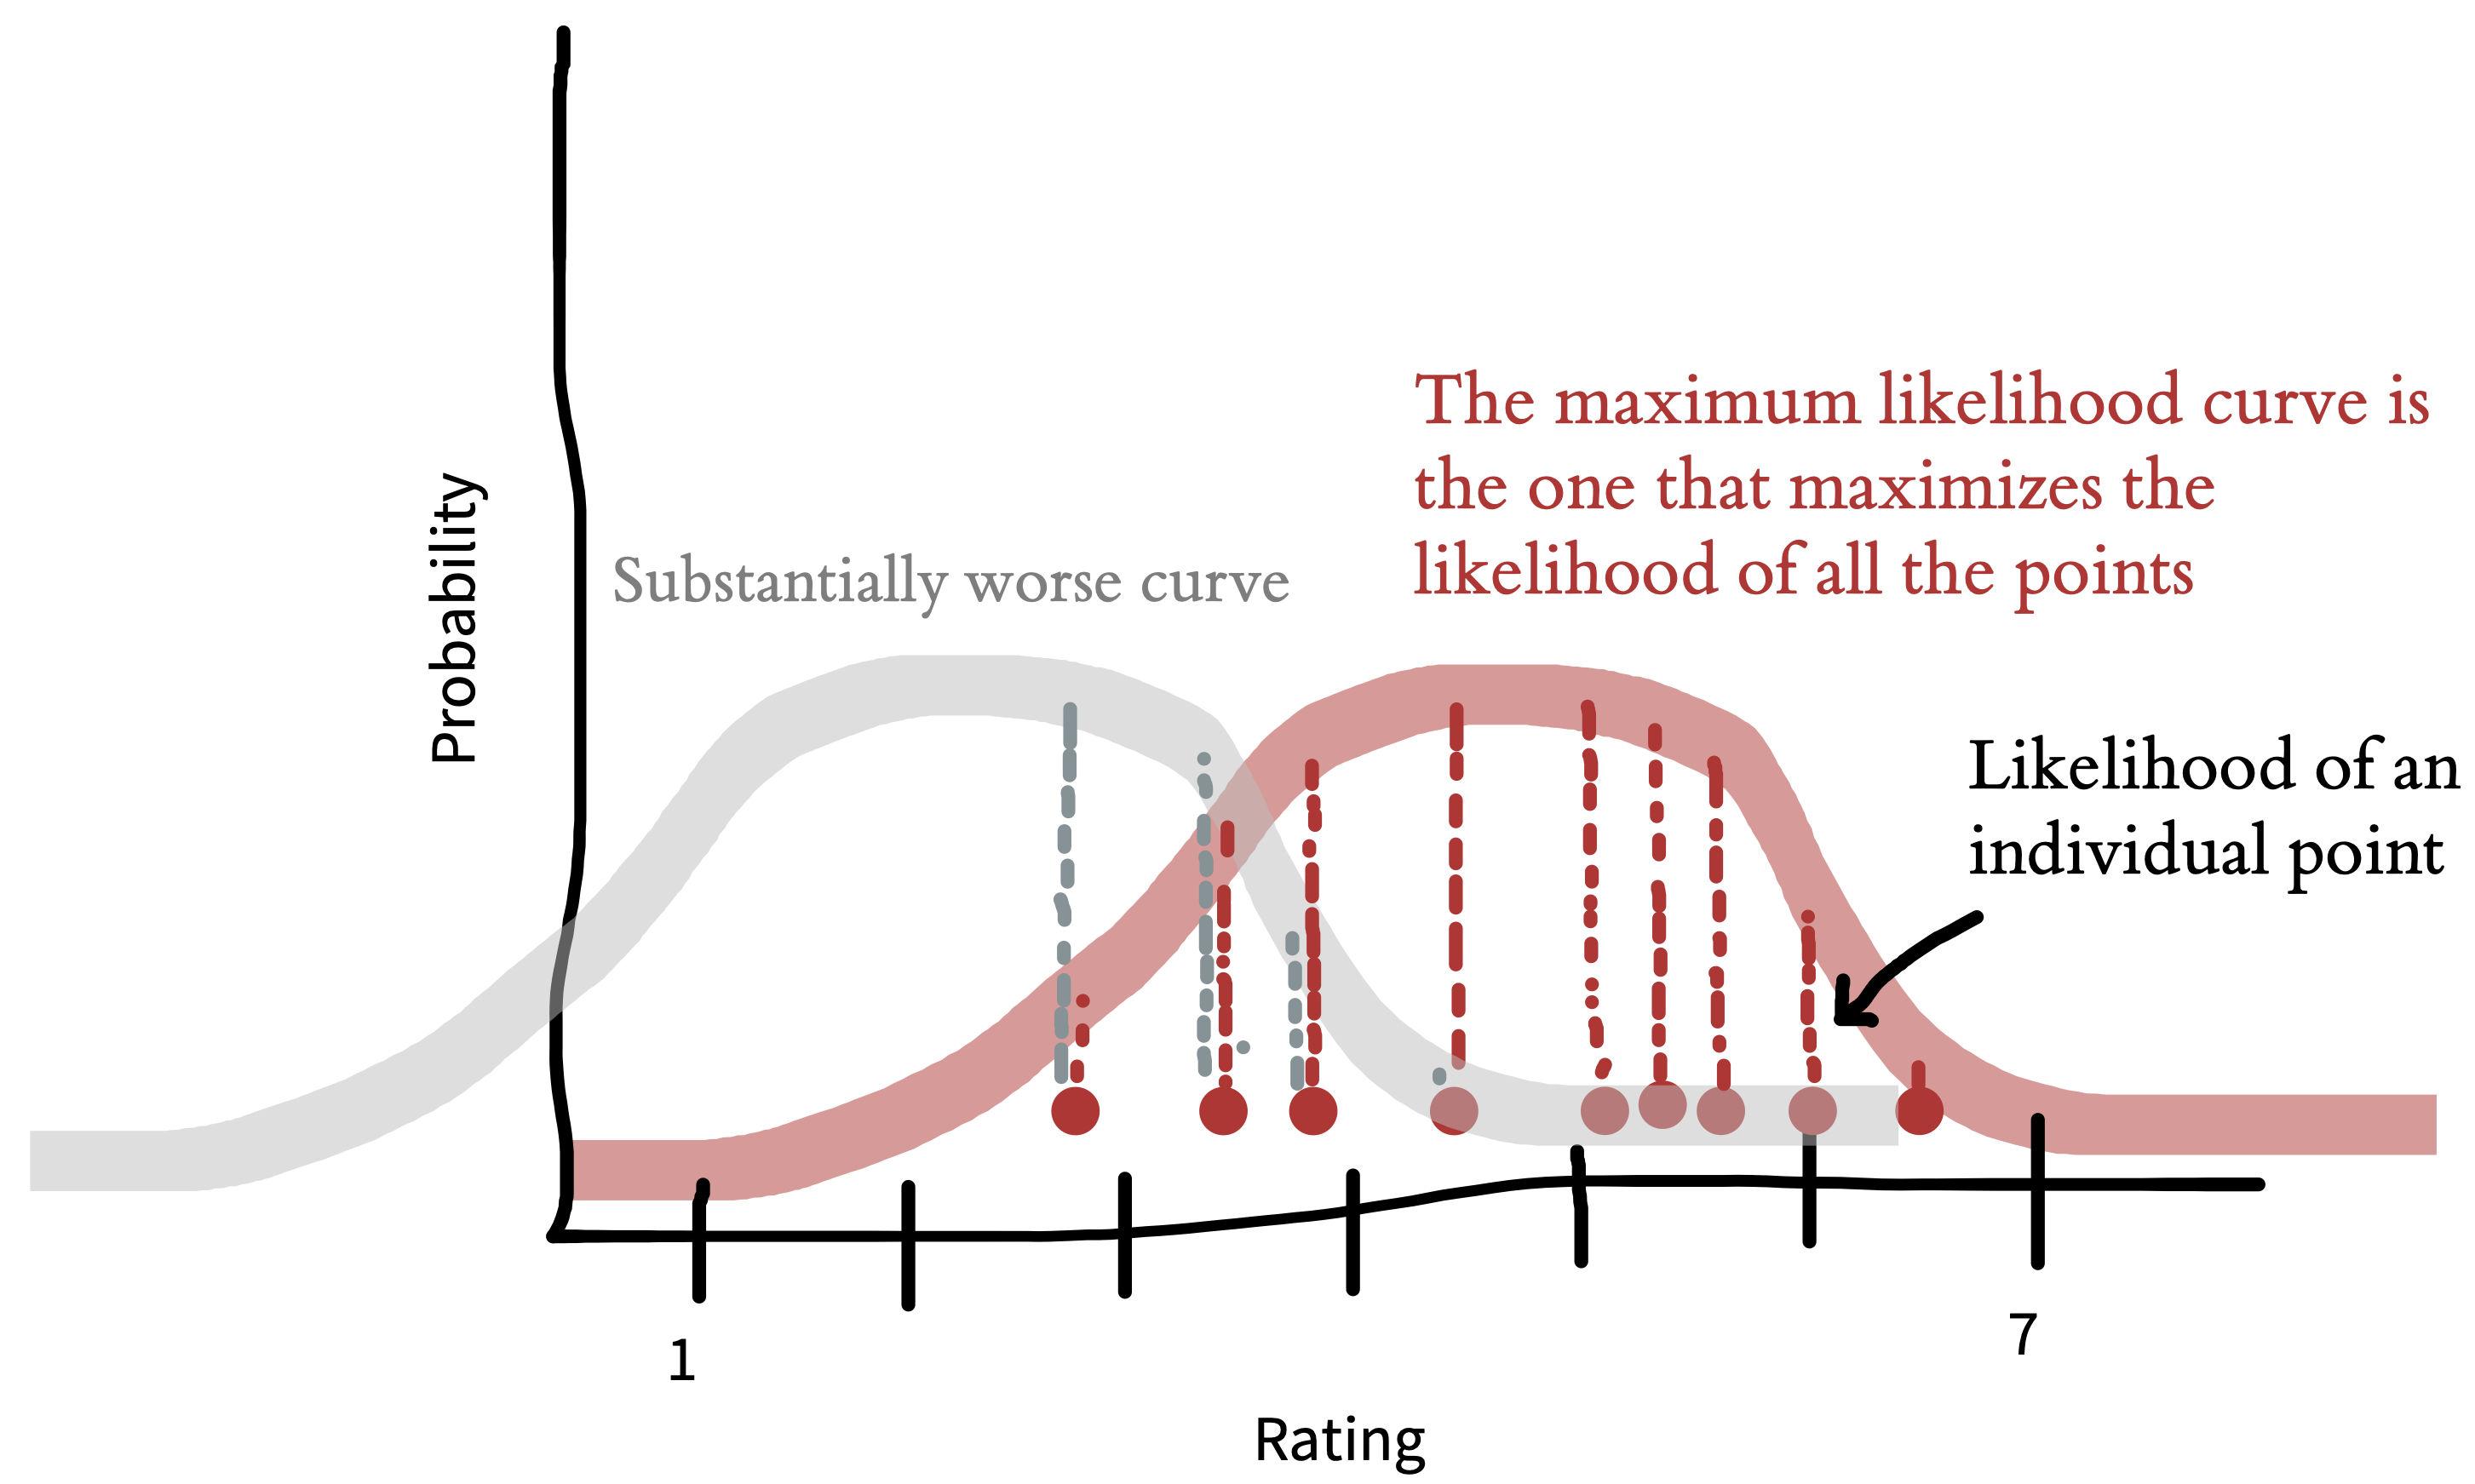 The maximum likelihood curve is
the one that maximizes the
likelihood of all the points
Substantially worse curve
Probability
Likelihood of an
individual point
1
7
Rating